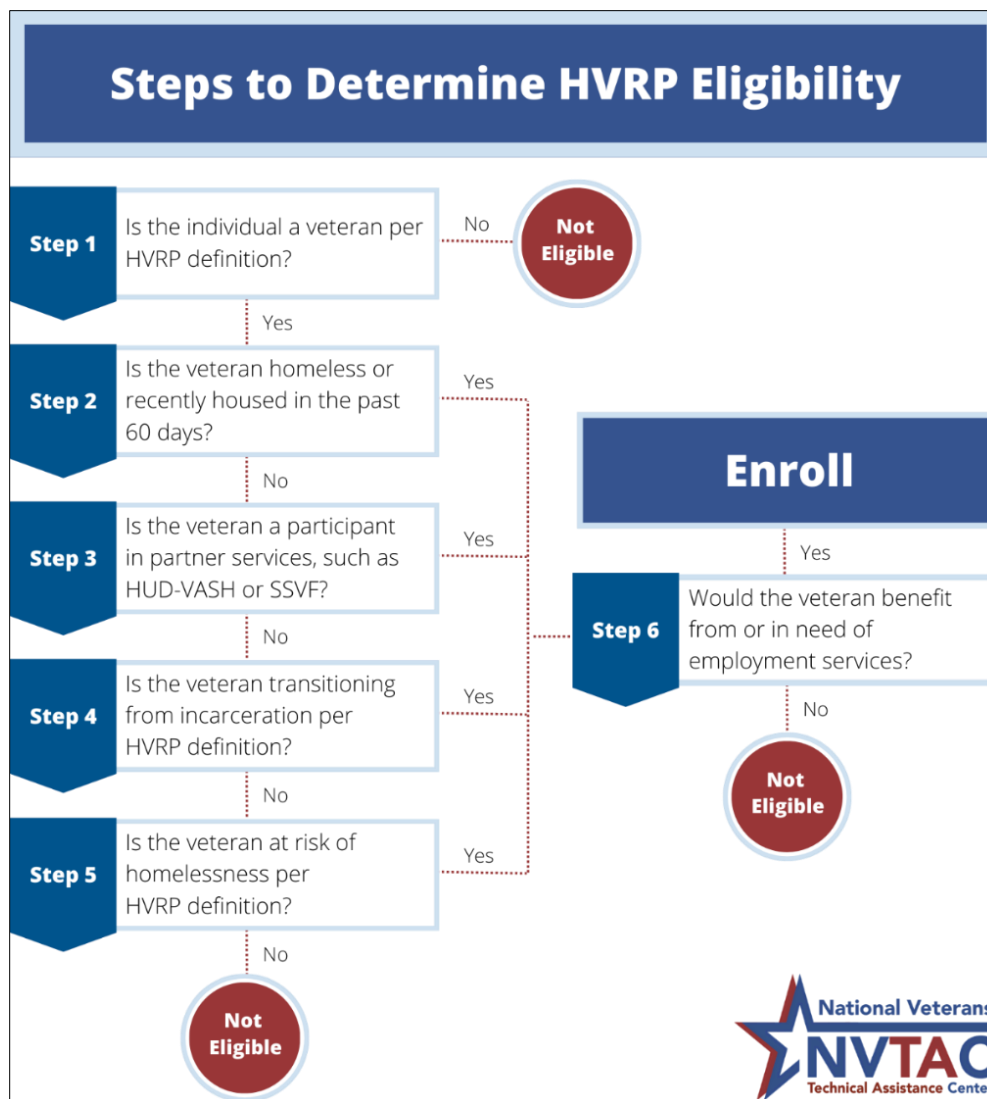 Steps to Determine HVRP Eligibility
Step 1
Is the individual a veteran per
HVRP definition?
No
Not
Eligible
Yes
Step 2
Is the veteran homeless or
recently housed in the past
60 days?
Yes
No
Step 3
Is the veteran a participant
in partner services, such as
HUD-VASH or SSVF?
Yes
No
Step 4
Is the veteran transitioning
from incarceration per
HVRP definition?
Yes
No
Step 5
Is the veteran at risk of
homelessness per
HVRP definition?
Yes
No
Not
Eligible
Enroll
Yes
Step 6
Would the veteran benefit
from or in need of
employment services?
No
Not
Eligible
National Veterans
NVTAC
Technical Assistance Center